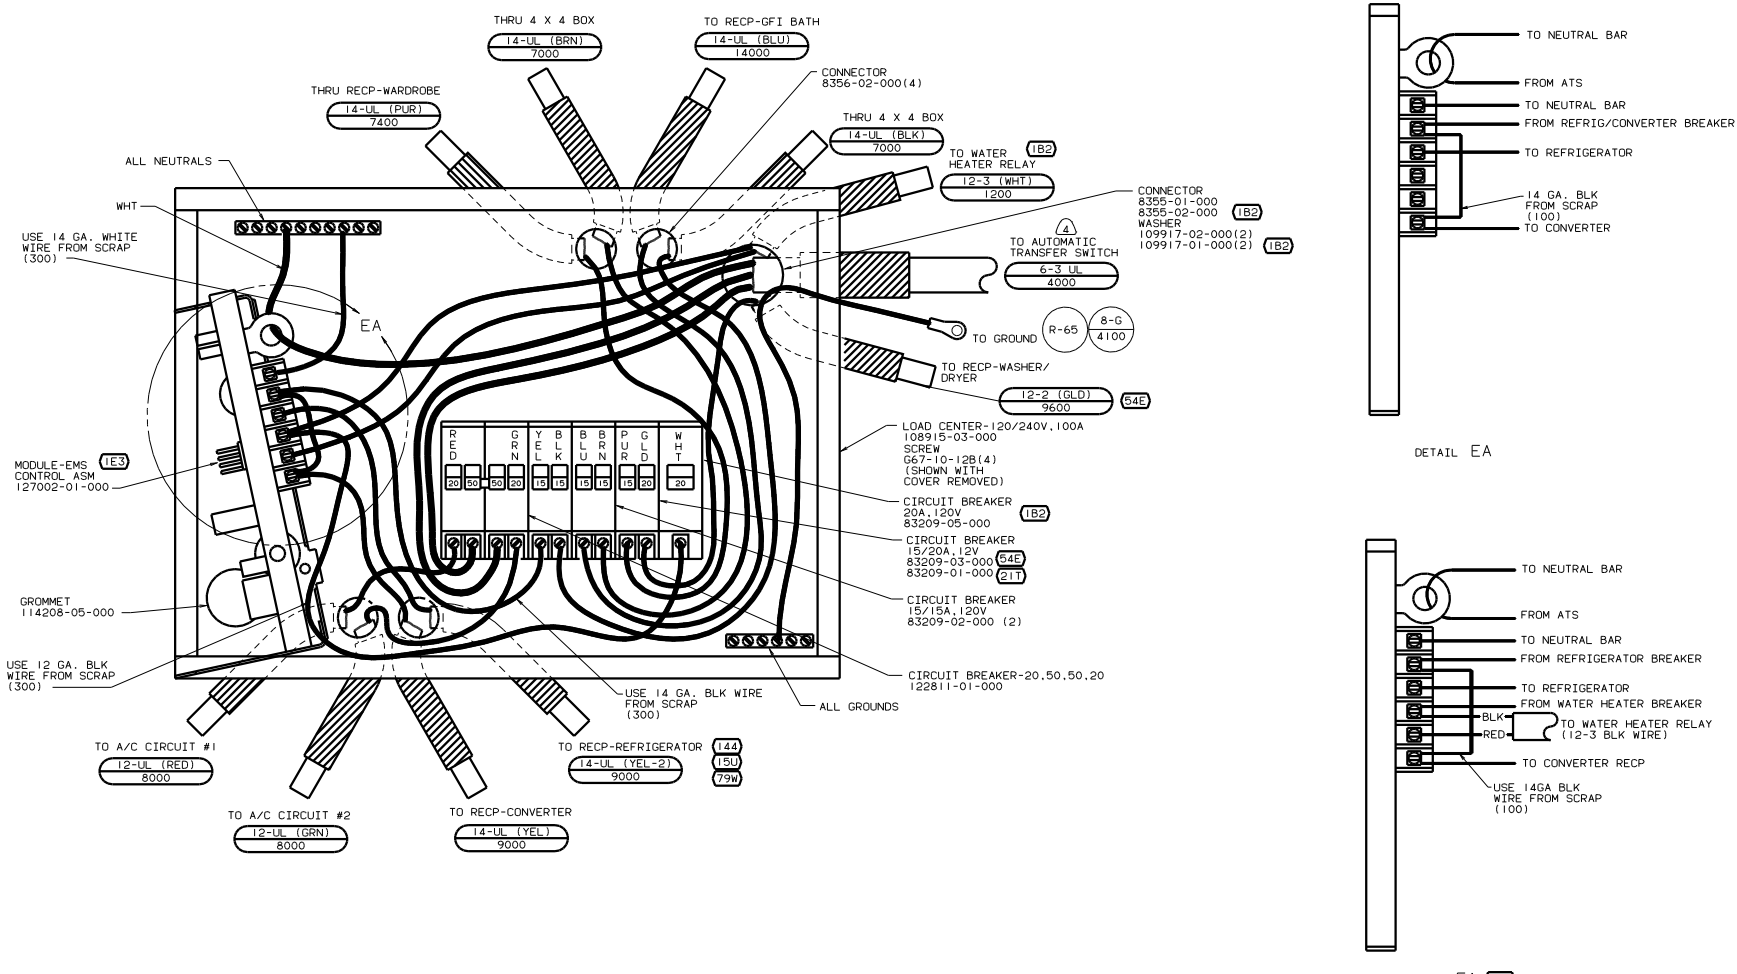 THRU 4 X 4 BOX
14-UL (BRN)
7000
TO RECP-GFI BATH
14-UL (BLU)
14000
CONNECTOR
8356-02-000(4)
THRU RECP-WARDROBE
14-UL (PUR)
7400
THRU 4 X 4 BOX
14-UL (BLK)
7000
TO WATER
HEATER RELAY
1B2
12-3 (WHT)
1200
ALL NEUTRALS
WHT
USE 14 GA. WHITE
WIRE FROM SCRAP
(300)
CONNECTOR
8355-01-000
8355-02-000
1B2
WASHER
109917-02-000(2)
109917-01-000(2)
1B2
4
TO AUTOMATIC
TRANSFER SWITCH
6-3 UL
4000
EA
TO GROUND
R-65
8-G
4100
TO RECP-WASHER/
DRYER
12-2 (GLD)
9600
54E
RED
GRN
YEL
BLK
BLU
BRN
PUR
GLD
WHT
20
50
50
20
15
15
15
15
15
20
20
LOAD CENTER-120/240V,100A
108915-03-000
SCREW
G67-10-12B(4)
(SHOWN WITH
COVER REMOVED)
MODULE-EMS
CONTROL ASM
127002-01-000
1E3
CIRCUIT BREAKER
20A,120V
83209-05-000
1B2
CIRCUIT BREAKER
15/20A,12V
83209-03-000
54E
83209-01-000
21T
CIRCUIT BREAKER
15/15A,120V
83209-02-000 (2)
GROMMET
114208-05-000
USE 12 GA. BLK
WIRE FROM SCRAP
(300)
CIRCUIT BREAKER-20,50,50,20
122811-01-000
USE 14 GA. BLK WIRE
FROM SCRAP
(300)
ALL GROUNDS
TO A/C CIRCUIT #1
12-UL (RED)
8000
TO A/C CIRCUIT #2
12-UL (GRN)
8000
TO RECP-CONVERTER
14-UL (YEL)
9000
TO RECP-REFRIGERATOR
14-UL (YEL-2)
9000
144
15U
79W
TO NEUTRAL BAR
FROM ATS
TO NEUTRAL BAR
FROM REFRIG/CONVERTER BREAKER
TO REFRIGERATOR
14 GA. BLK
FROM SCRAP
(100)
TO CONVERTER
DETAIL EA
TO NEUTRAL BAR
FROM ATS
TO NEUTRAL BAR
FROM REFRIGERATOR BREAKER
TO REFRIGERATOR
FROM WATER HEATER BREAKER
BLK
RED
TO WATER HEATER RELAY
(12-3 BLK WIRE)
TO CONVERTER RECP
USE 14GA BLK
WIRE FROM SCRAP
(100)